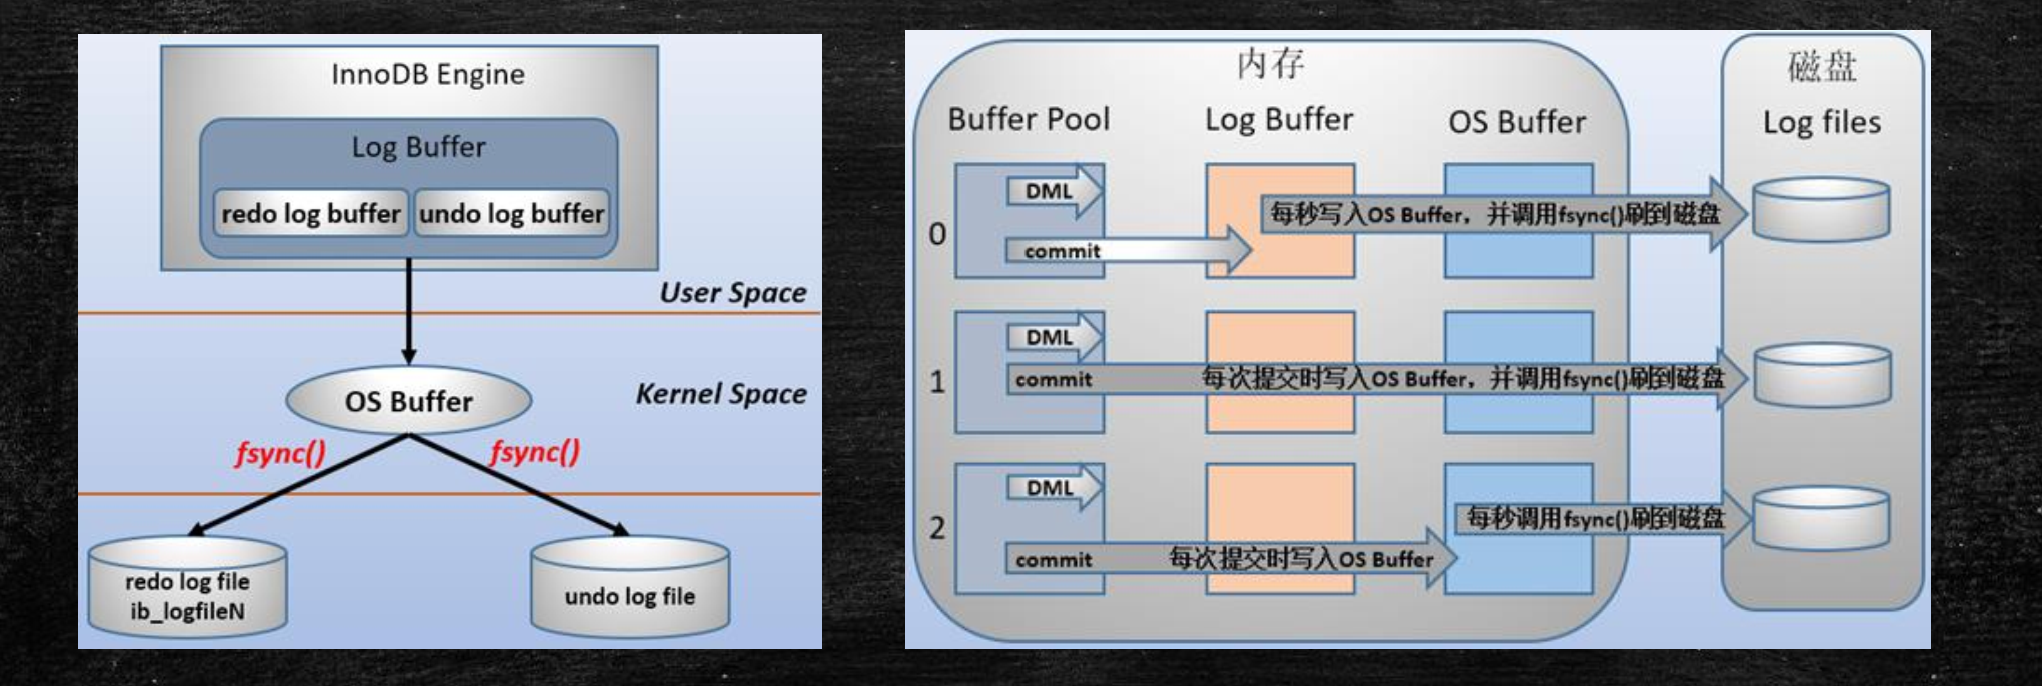 InnoDB Engine
Log Buffer
redo log buffer
undo log buffer
User Space
OS Buffer
Kernel Space
fsync()
fsync()
redo log file
ib_logfileN
undo log file
内存
磁盘
Buffer Pool
Log Buffer
OS Buffer
Log files
0
DML
commit
每秒写入OS Buffer，并调用fsync()刷到磁盘
1
DML
commit
每次提交时写入OS Buffer，并调用fsync()刷到磁盘
2
DML
每秒调用fsync()刷到磁盘
commit
每次提交时写入OS Buffer